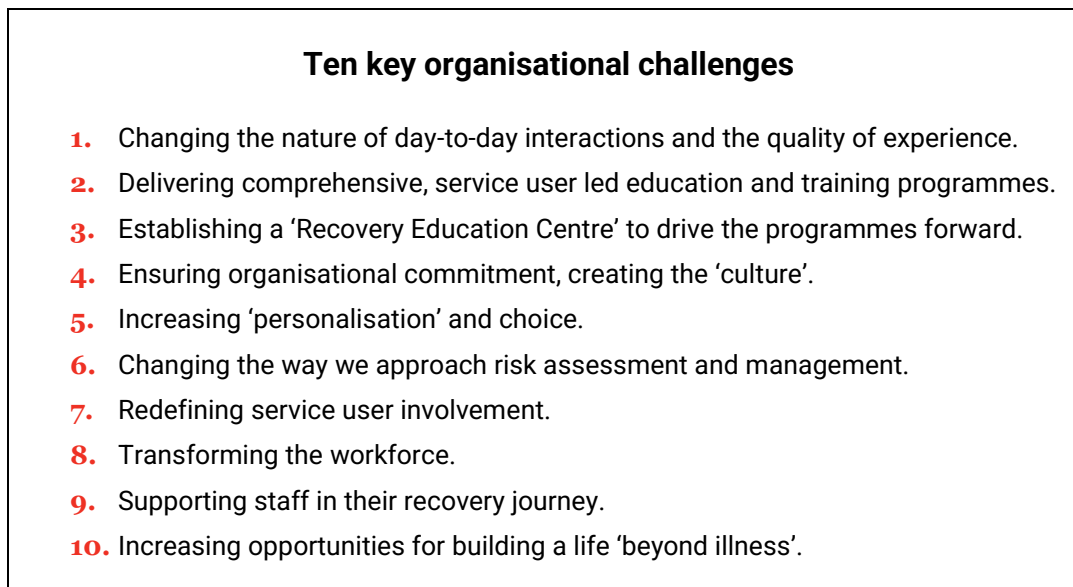 Ten key organisational challenges
1. Changing the nature of day-to-day interactions and the quality of experience.
2. Delivering comprehensive, service user led education and training programmes.
3. Establishing a ‘Recovery Education Centre’ to drive the programmes forward.
4. Ensuring organisational commitment, creating the ‘culture’.
5. Increasing ‘personalisation’ and choice.
6. Changing the way we approach risk assessment and management.
7. Redefining service user involvement.
8. Transforming the workforce.
9. Supporting staff in their recovery journey.
10. Increasing opportunities for building a life ‘beyond illness’.